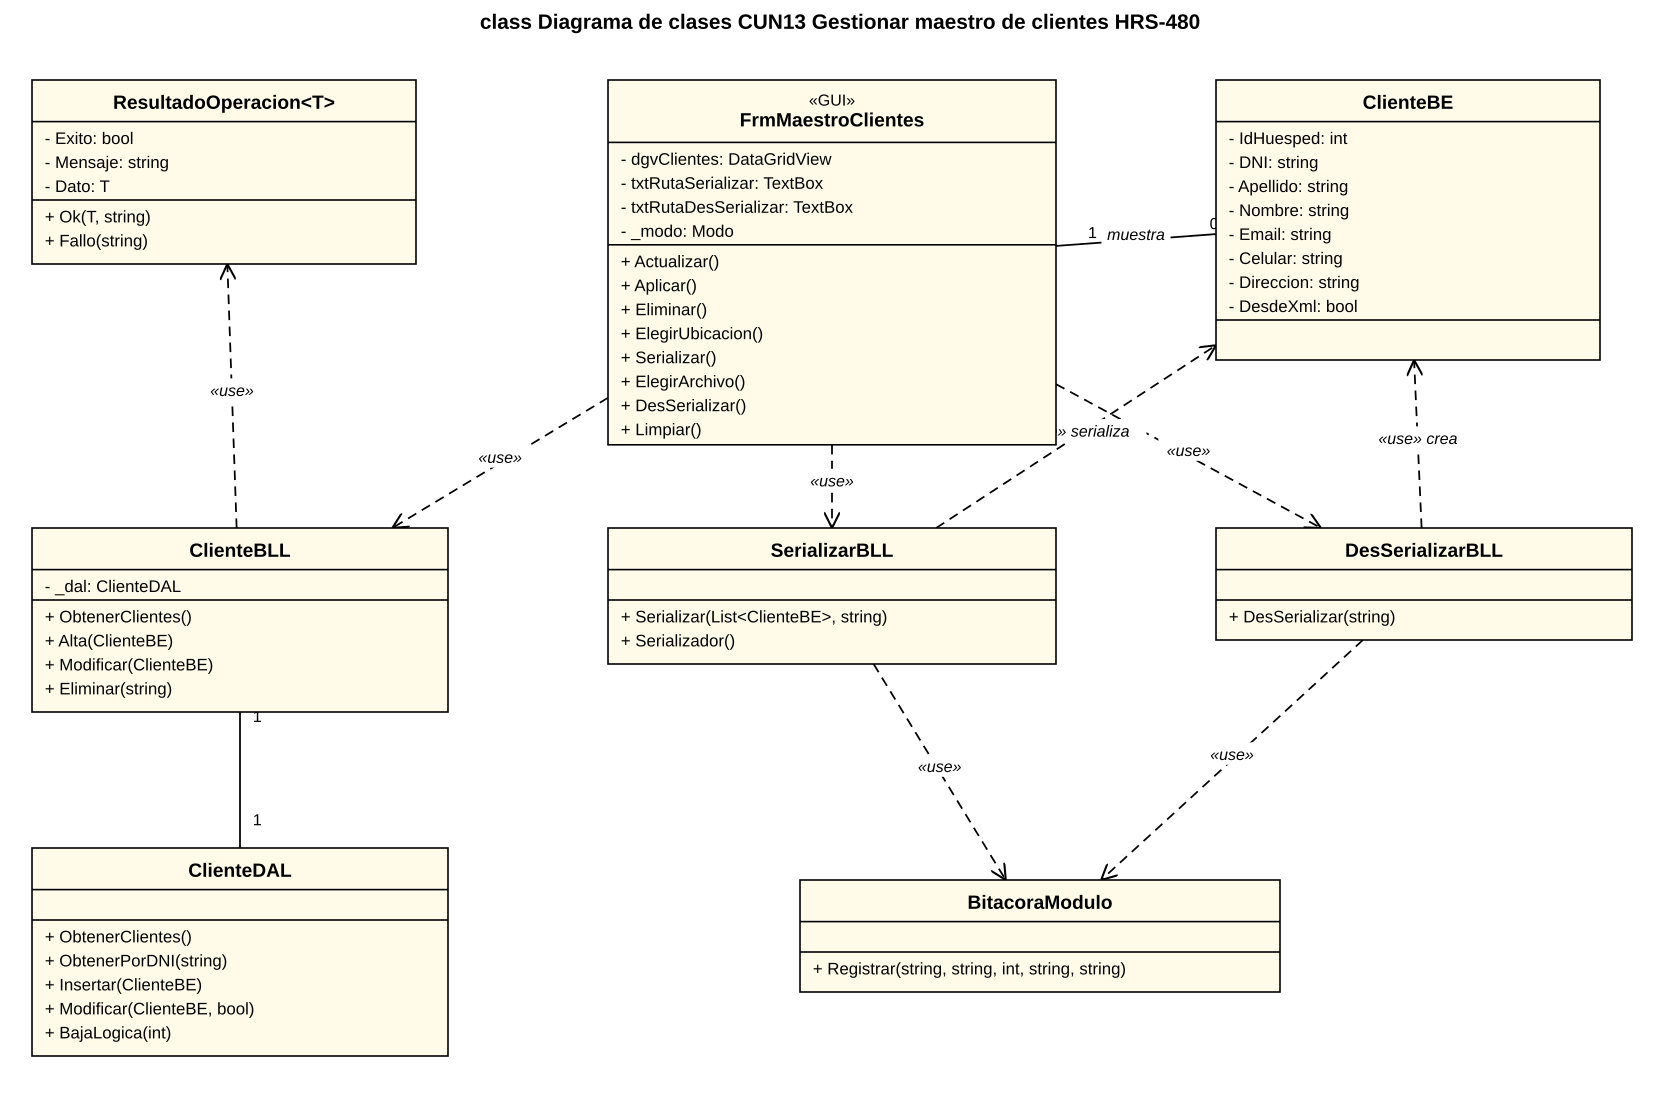 class Diagrama de clases CUN13 Gestionar maestro de clientes HRS-480
ResultadoOperacion<T>
- Exito: bool
- Mensaje: string
- Dato: T
+ Ok(T, string)
+ Fallo(string)
«GUI»
FrmMaestroClientes
- dgvClientes: DataGridView
- txtRutaSerializar: TextBox
- txtRutaDesSerializar: TextBox
- _modo: Modo
+ Actualizar()
+ Aplicar()
+ Eliminar()
+ ElegirUbicacion()
+ Serializar()
+ ElegirArchivo()
+ DesSerializar()
+ Limpiar()
1 muestra
ClienteBE
- IdHuesped: int
- DNI: string
- Apellido: string
- Nombre: string
- Email: string
- Celular: string
- Direccion: string
- DesdeXml: bool
«use»
«use»
«use»
» serializa
«use»
«use» crea
ClienteBLL
- _dal: ClienteDAL
+ ObtenerClientes()
+ Alta(ClienteBE)
+ Modificar(ClienteBE)
+ Eliminar(string)
SerializarBLL
+ Serializar(List<ClienteBE>, string)
+ Serializador()
DesSerializarBLL
+ DesSerializar(string)
1
1
«use»
«use»
ClienteDAL
+ ObtenerClientes()
+ ObtenerPorDNI(string)
+ Insertar(ClienteBE)
+ Modificar(ClienteBE, bool)
+ BajaLogica(int)
BitacoraModulo
+ Registrar(string, string, int, string, string)